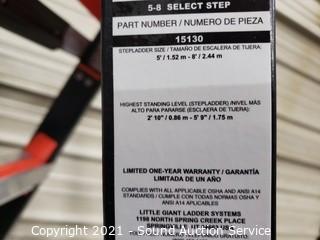 5-8 SELECT STEP
PART NUMBER / NUMERO DE PIEZA
15130
STEPLADDER SIZE / TAMAÑO DE ESCALERA DE TIJERA:
5' / 1.52 m - 8' / 2.44 m
HIGHEST STANDING LEVEL (STEPLADDER) /NIVEL MÁS
ALTO PARA PARARSE (ESCALERA DE TIJERA):
2' 10" / 0.86 m - 5' 9" / 1.75 m
LIMITED ONE-YEAR WARRANTY / GARANTÍA
LIMITADA DE UN AÑO
COMPLIES WITH ALL APPLICABLE OSHA AND ANSI A14
STANDARDS / CUMPLE CON TODAS NORMAS OSHA Y
ANSI A14
LITTLE GIANT LADDER SYSTEMS
1198 NORTH SPRING CREEK PLACE
Copyright © 2021 - Sound Auction Service